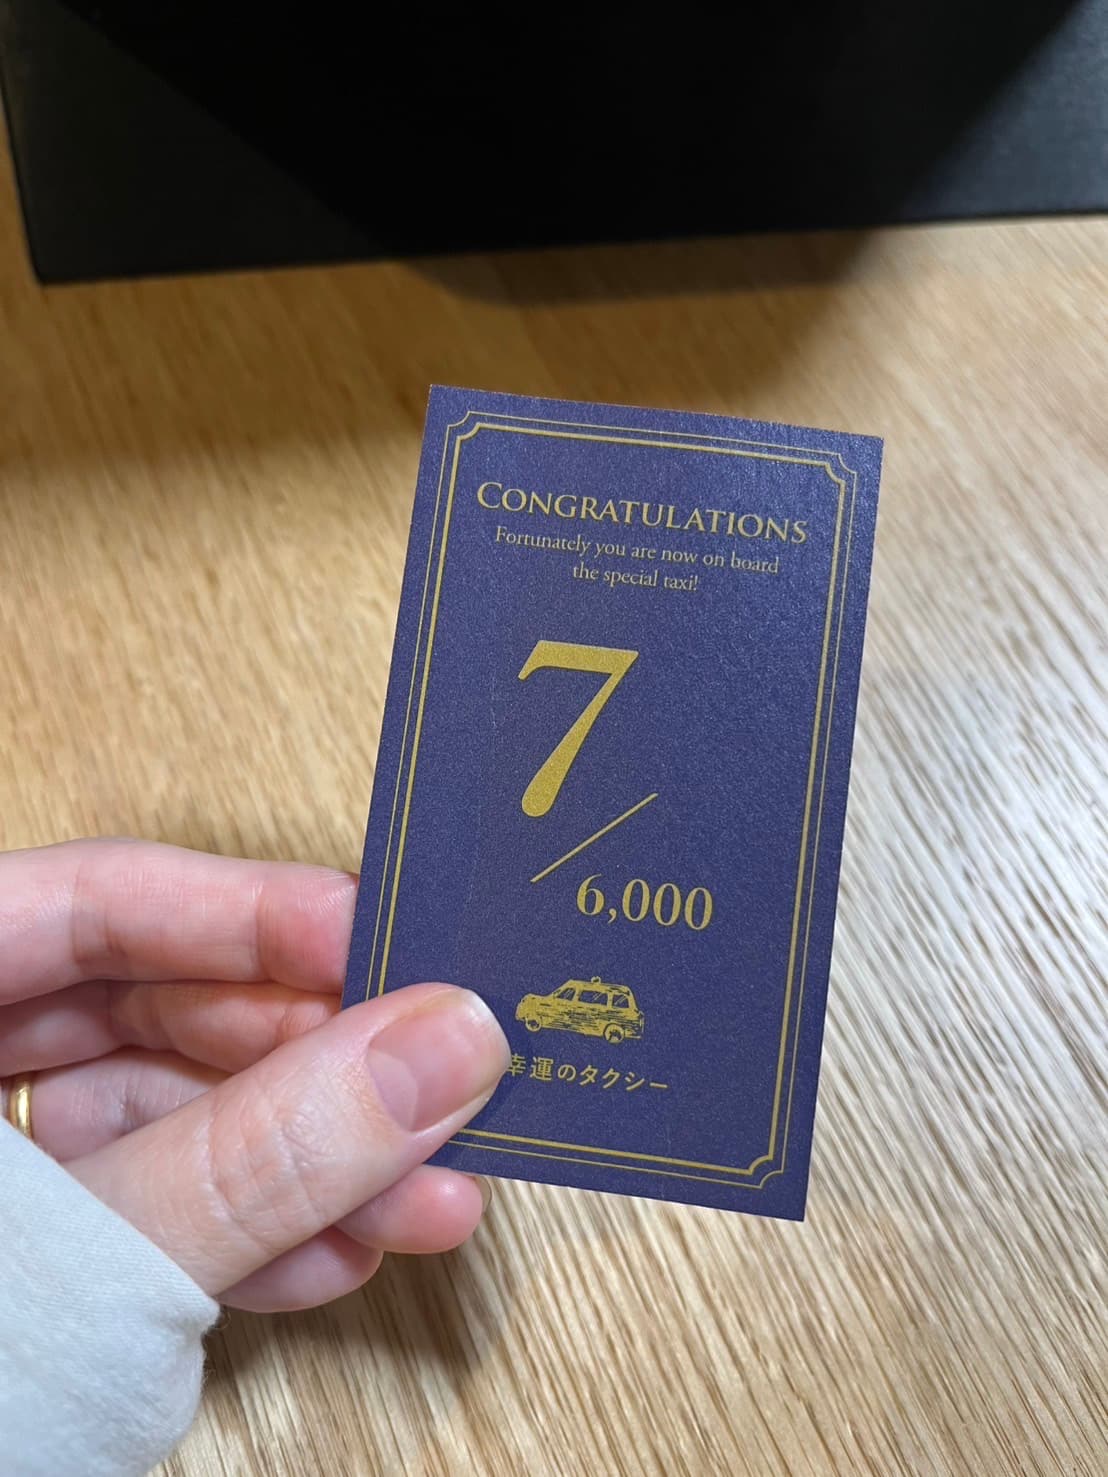 CONGRATULATIONS
Fortunately you are now on board
the special taxi!
7/
6,000
幸運のタクシー